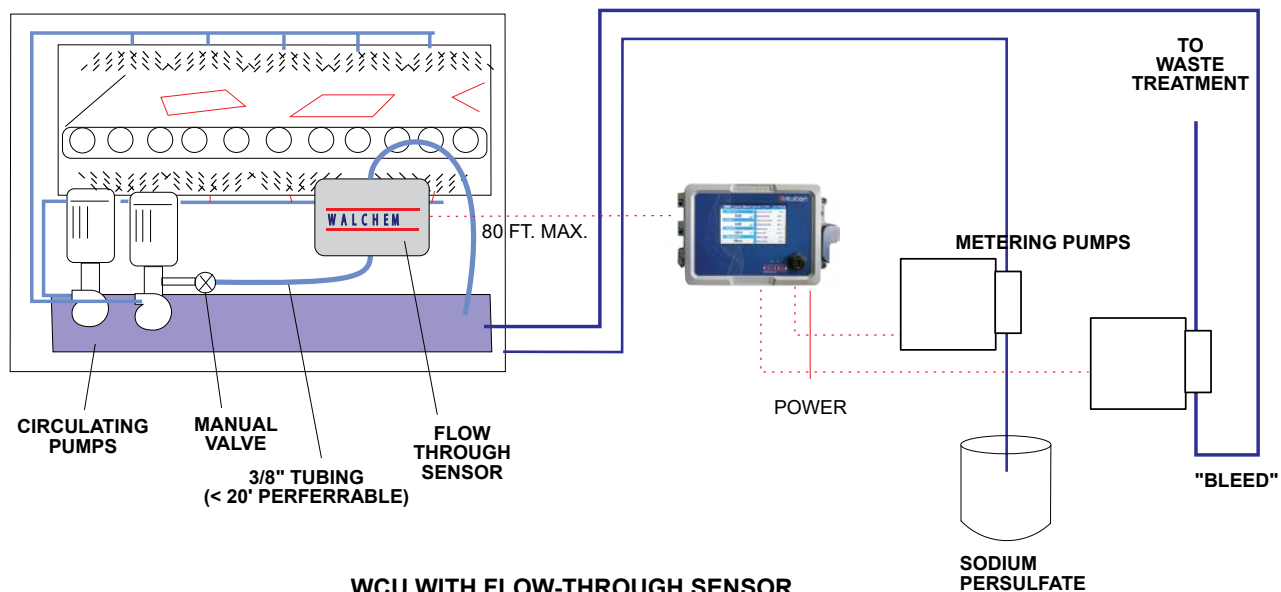 TO
WASTE
TREATMENT
WALCHEM
80 FT. MAX.
intuition
METERING PUMPS
POWER
CIRCULATING
PUMPS
MANUAL
VALVE
FLOW
THROUGH
SENSOR
3/8" TUBING
(< 20' PERFERRABLE)
"BLEED"
SODIUM
PERSULFATE
WCU WITH FLOW-THROUGH SENSOR